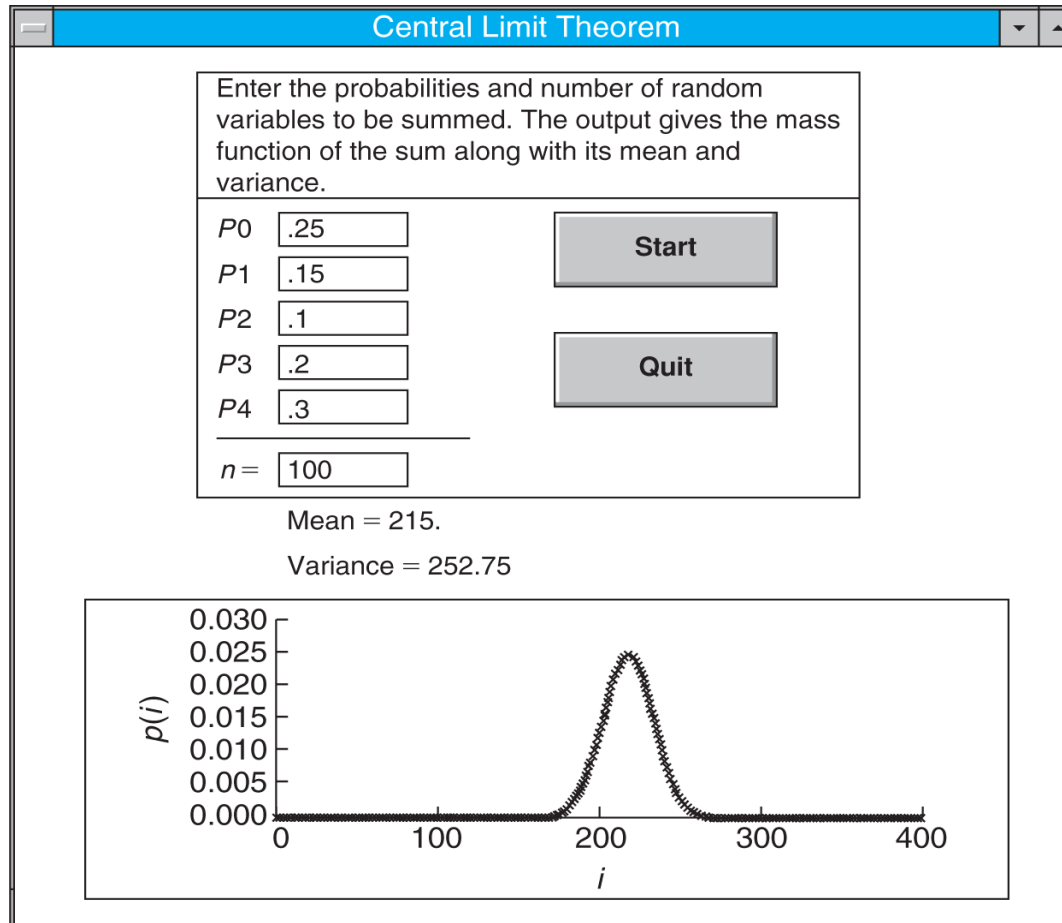 Central Limit Theorem
Enter the probabilities and number of random
variables to be summed. The output gives the mass
function of the sum along with its mean and
variance.
P0 .25
Start
P1 .15
P2 .1
P3 .2
Quit
P4 .3
n = 100
Mean = 215.
Variance = 252.75
0.030
0.025
0.020
0.015
0.010
0.005
0.000
p(i)
0 100 200 300 400
i